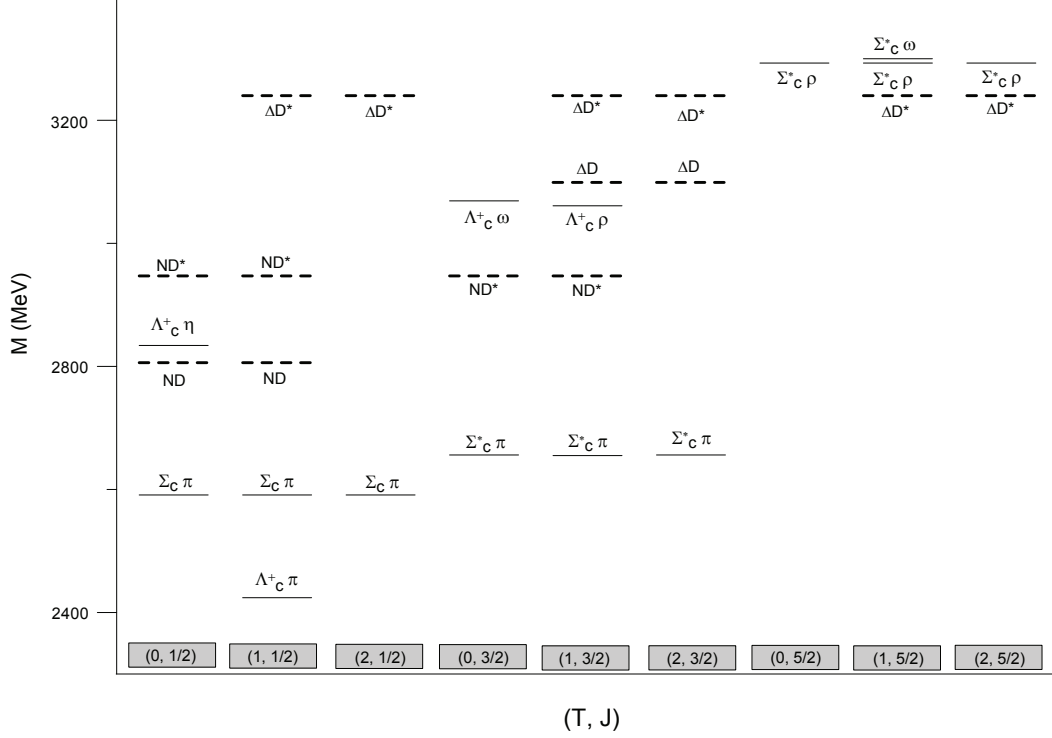 Σ*c ω
Σ*c ρ Σ*c ρ Σ*c ρ
ΔD* ΔD* ΔD* ΔD* ΔD* ΔD*
3200
ΔD ΔD
Λ+c ω Λ+c ρ
ND* ND* ND* ND*
Λ+c η
2800
ND ND
Σ*c π Σ*c π Σ*c π
Σc π Σc π Σc π
Λ+c π
2400
M (MeV)
(0, 1/2) (1, 1/2) (2, 1/2) (0, 3/2) (1, 3/2) (2, 3/2) (0, 5/2) (1, 5/2) (2, 5/2)
(T, J)